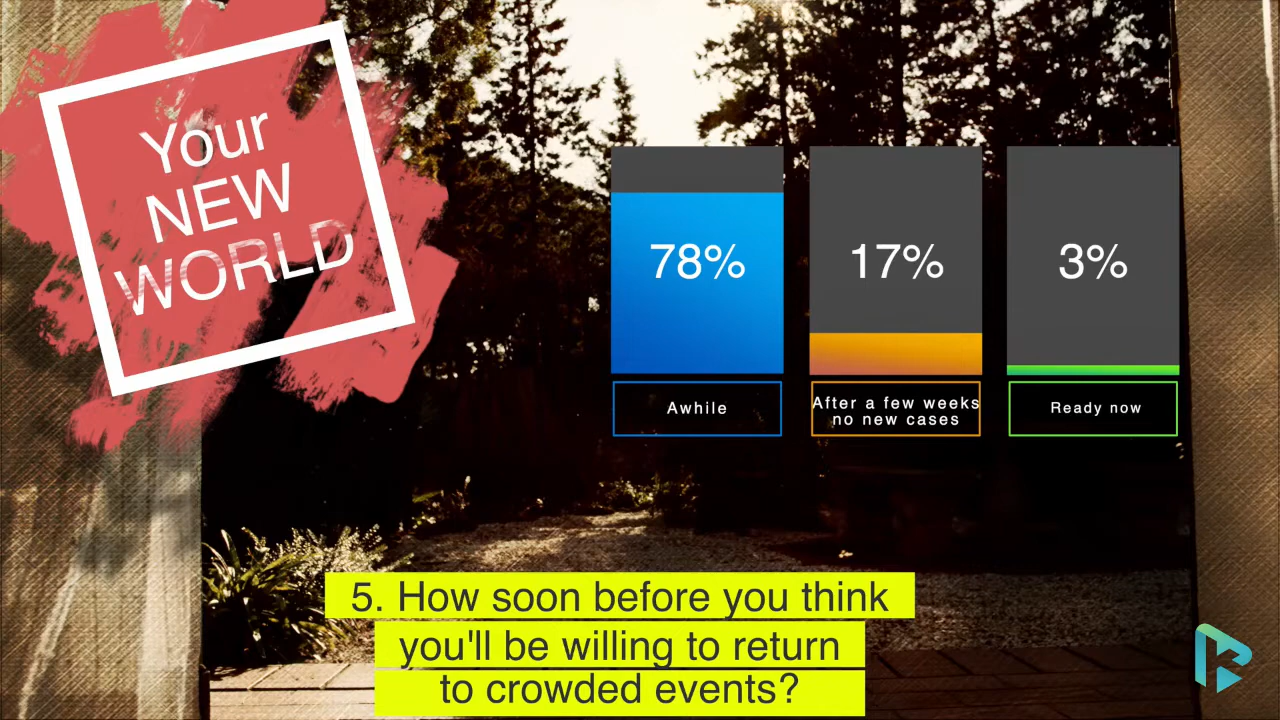 Your
NEW
WORLD
78%
17%
3%
Awhile
After a few weeks
no new cases
Ready now
5. How soon before you think
you'll be willing to return
to crowded events?